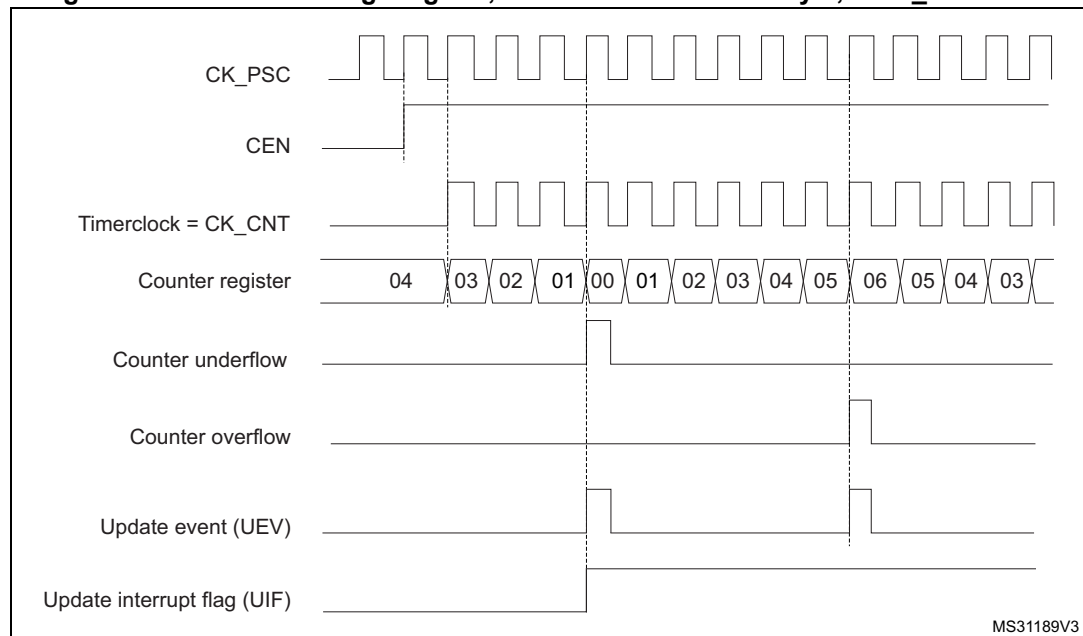 CK_PSC
CEN
Timerclock = CK_CNT
Counter register 04 03 02 01 00 01 02 03 04 05 06 05 04 03
Counter underflow
Counter overflow
Update event (UEV)
Update interrupt flag (UIF)
MS31189V3